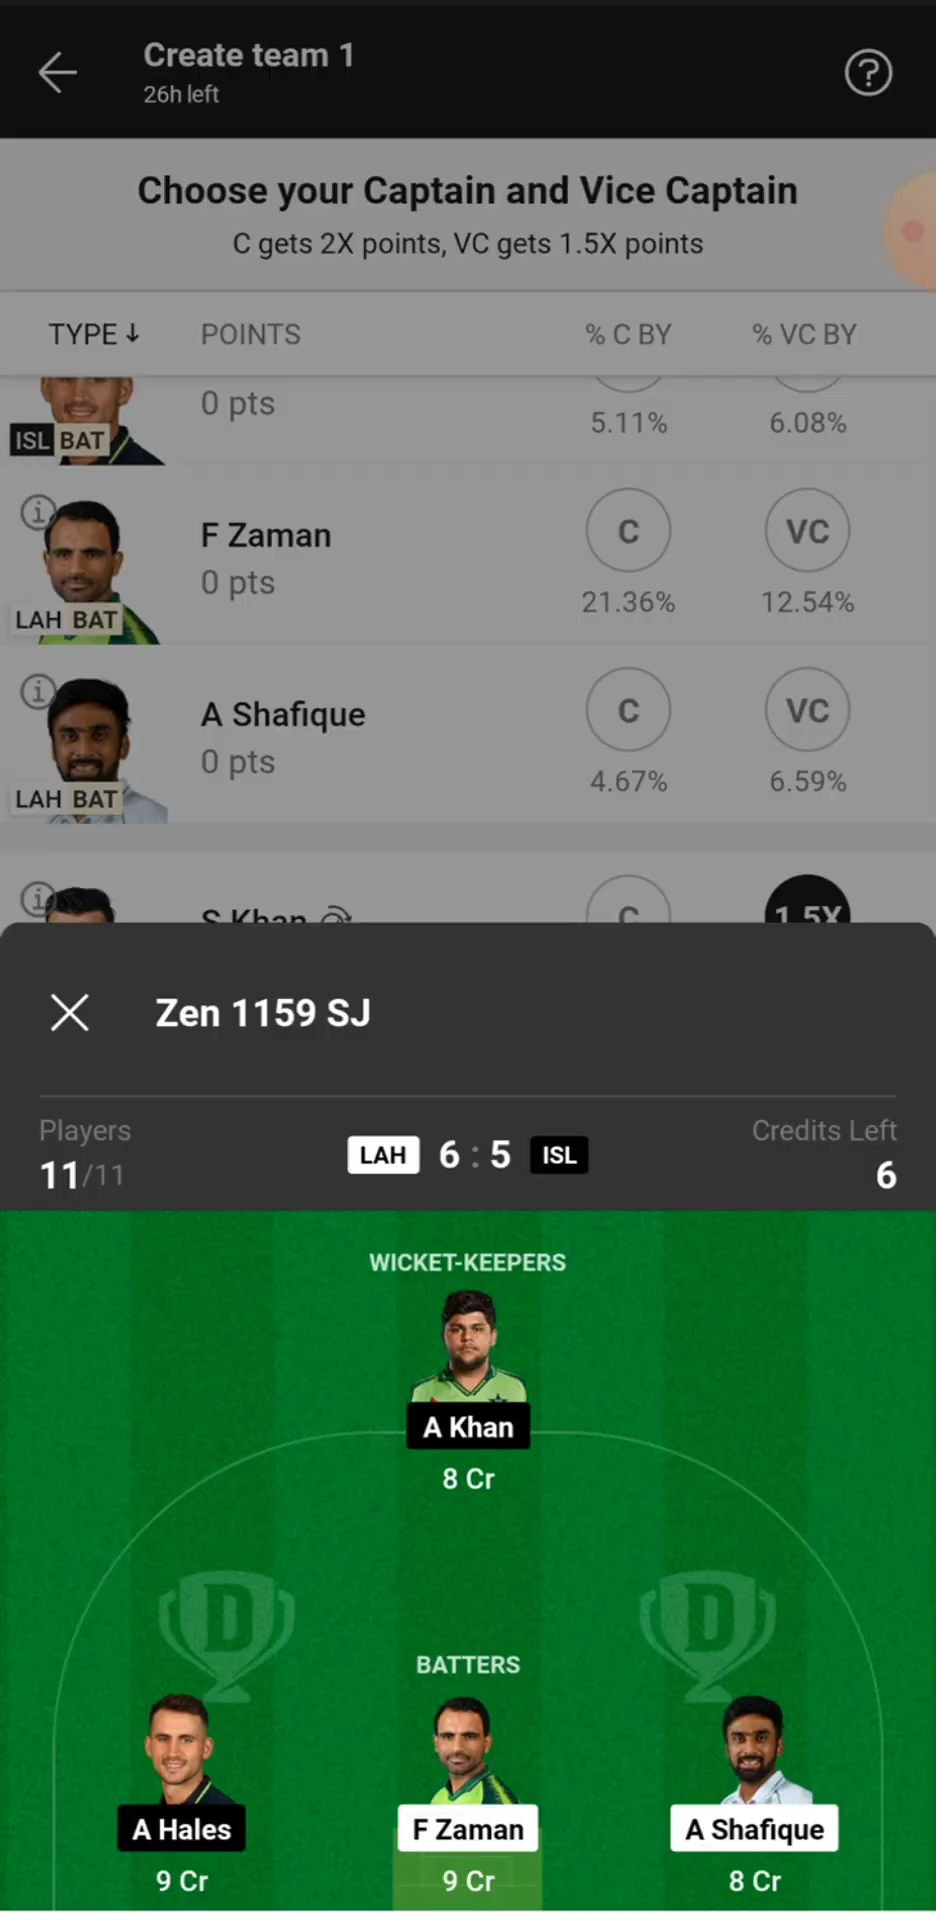 Create team 1
26h left
Choose your Captain and Vice Captain
C gets 2X points, VC gets 1.5X points
TYPE ↓ POINTS % C BY % VC BY
0 pts
5.11% 6.08%
ISL BAT
F Zaman
C VC
0 pts
21.36% 12.54%
LAH BAT
A Shafique
C VC
0 pts
4.67% 6.59%
LAH BAT
S Khan C 1.5X
Zen 1159 SJ
Players Credits Left
LAH 6 : 5 ISL
11/11 6
WICKET-KEEPERS
A Khan
8 Cr
D D
BATTERS
A Hales F Zaman A Shafique
9 Cr 9 Cr 8 Cr